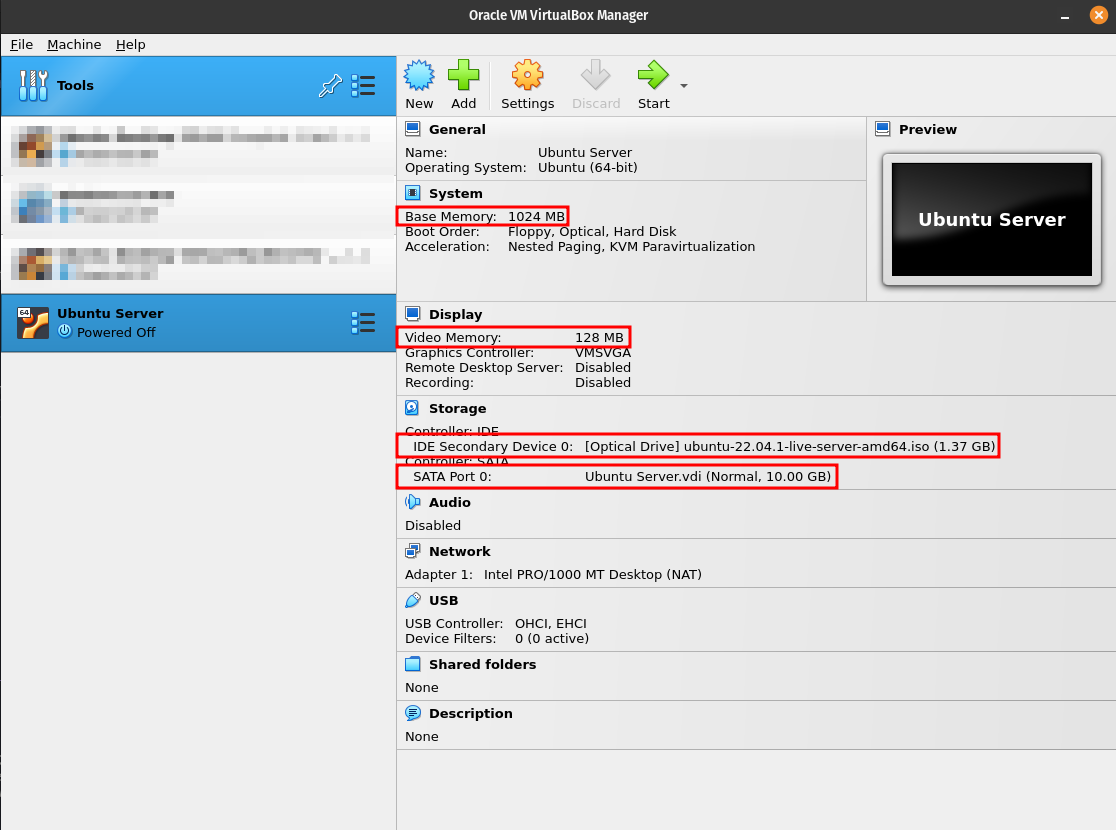 Oracle VM VirtualBox Manager
File Machine Help
Tools
New Add Settings Discard Start
General
Name: Ubuntu Server
Operating System: Ubuntu (64-bit)
Preview
Ubuntu Server
System
Base Memory: 1024 MB
Boot Order: Floppy, Optical, Hard Disk
Acceleration: Nested Paging, KVM Paravirtualization
64
Ubuntu Server
Powered Off
Display
Video Memory: 128 MB
Graphics Controller: VMSVGA
Remote Desktop Server: Disabled
Recording: Disabled
Storage
Controller: IDE
IDE Secondary Device 0: [Optical Drive] ubuntu-22.04.1-live-server-amd64.iso (1.37 GB)
Controller: SATA
SATA Port 0: Ubuntu Server.vdi (Normal, 10.00 GB)
Audio
Disabled
Network
Adapter 1: Intel PRO/1000 MT Desktop (NAT)
USB
USB Controller: OHCI, EHCI
Device Filters: 0 (0 active)
Shared folders
None
Description
None